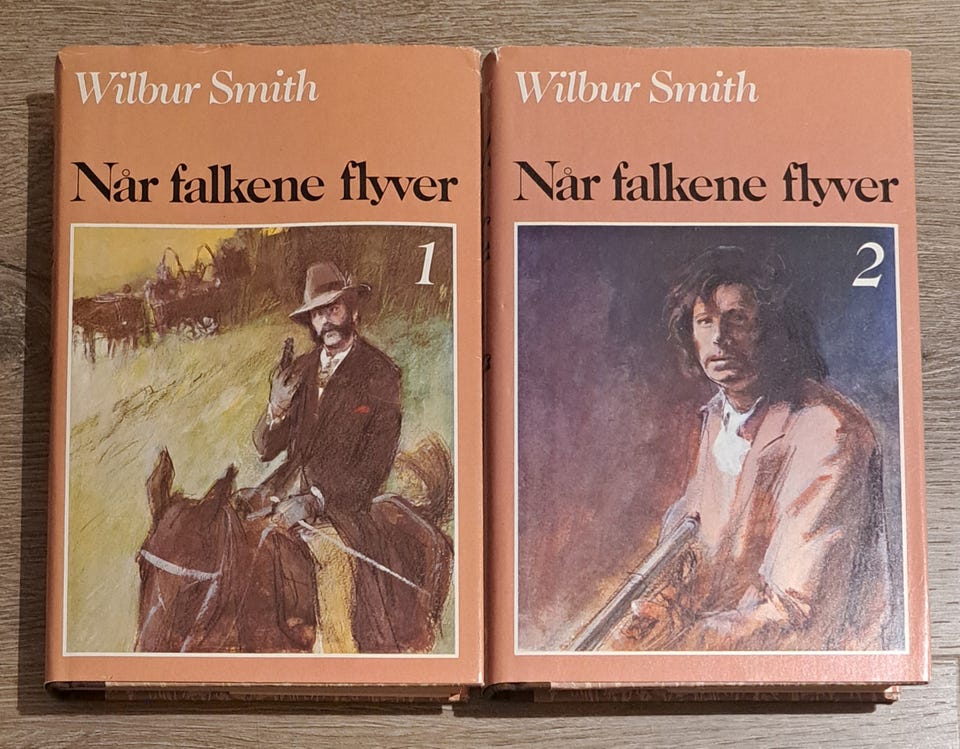 Wilbur Smith
Når falkene flyver
1
Wilbur Smith
Når falkene flyver
2